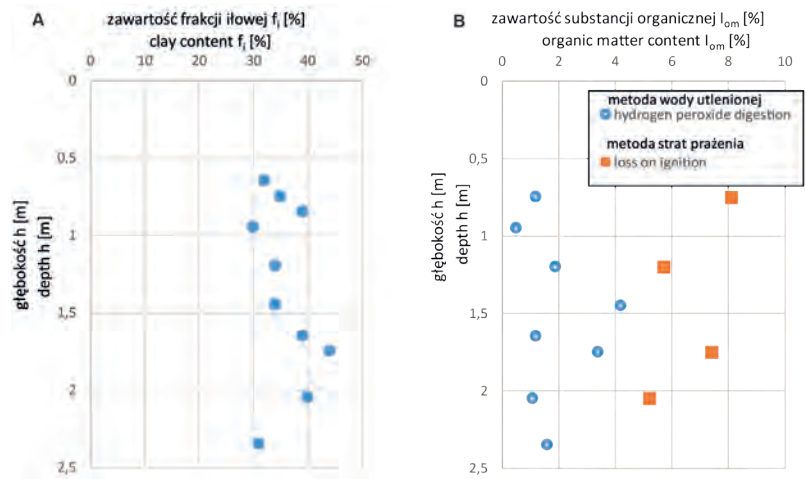 A
zawartość frakcji iłowej fi [%]
clay content fi [%]
0 10 20 30 40 50
0
0,5
1
1,5
2
2,5
głębokość h [m]
depth h [m]
B
zawartość substancji organicznej Iom [%]
organic matter content Iom [%]
0 2 4 6 8 10
0
0,5
1
1,5
2
2,5
głębokość h [m]
depth h [m]
metoda wody utlenionej
hydrogen peroxide digestion
metoda strat prażenia
loss on ignition